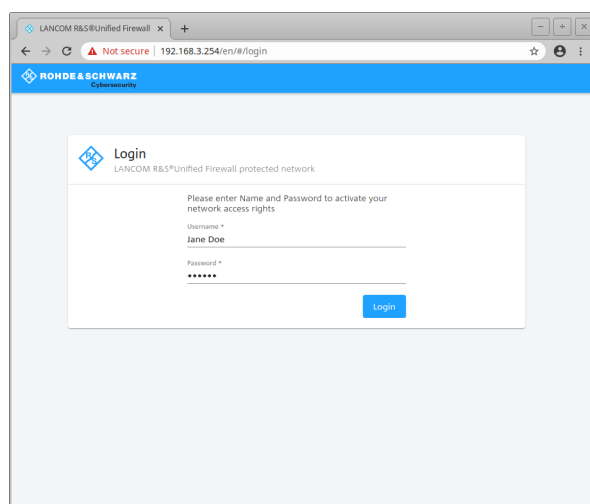 LANCOM R&S®Unified Firewall
Not secure | 192.168.3.254/en/#/login
ROHDE&SCHWARZ
Cybersecurity
R&S
Login
LANCOM R&S®Unified Firewall protected network
Please enter Name and Password to activate your
network access rights
Username *
Jane Doe
Password *
••••••
Login